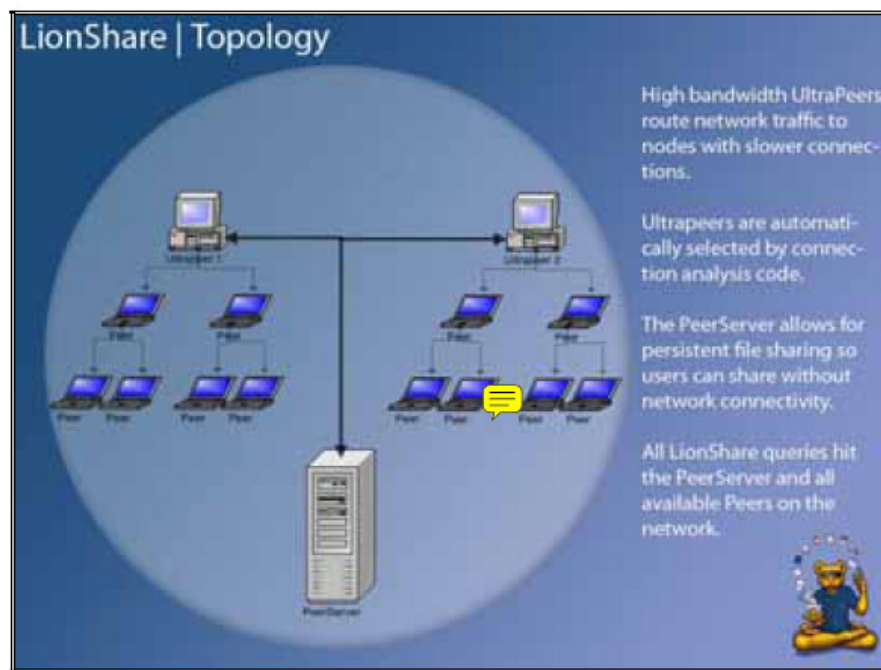 LionShare | Topology
High bandwidth UltraPeers
route network traffic to
nodes with slower connec-
tions.
Ultrapeers are automati-
cally selected by connec-
tion analysis code.
The PeerServer allows for
persistent file sharing so
users can share without
network connectivity.
All LionShare queries hit
the PeerServer and all
available Peers on the
network.
Ultrapeer 1
Ultrapeer 2
Peer Peer Peer Peer
Peer Peer Peer Peer Peer Peer Peer Peer
PeerServer